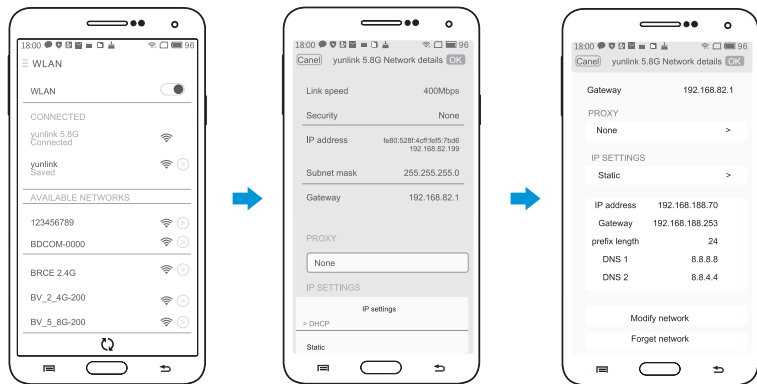 18:00 96
WLAN
WLAN
CONNECTED
yunlink 5.8G
Connected
yunlink
Saved
AVAILABLE NETWORKS
123456789
BDCOM-0000
BRCE 2.4G
BV_2_4G-200
BV_5_8G-200
18:00 96
Canel yunlink 5.8G Network details OK
Link speed 400Mbps
Security None
IP address fe80:528f:4cff:fef5:7bd6
192.168.82.199
Subnet mask 255.255.255.0
Gateway 192.168.82.1
PROXY
None
IP SETTINGS
IP settings
> DHCP
Static
18:00 96
Canel yunlink 5.8G Network details OK
Gateway 192.168.82.1
PROXY
None >
IP SETTINGS
Static >
IP address 192.168.188.70
Gateway 192.168.188.253
prefix length 24
DNS 1 8.8.8.8
DNS 2 8.8.4.4
Modify network
Forget network